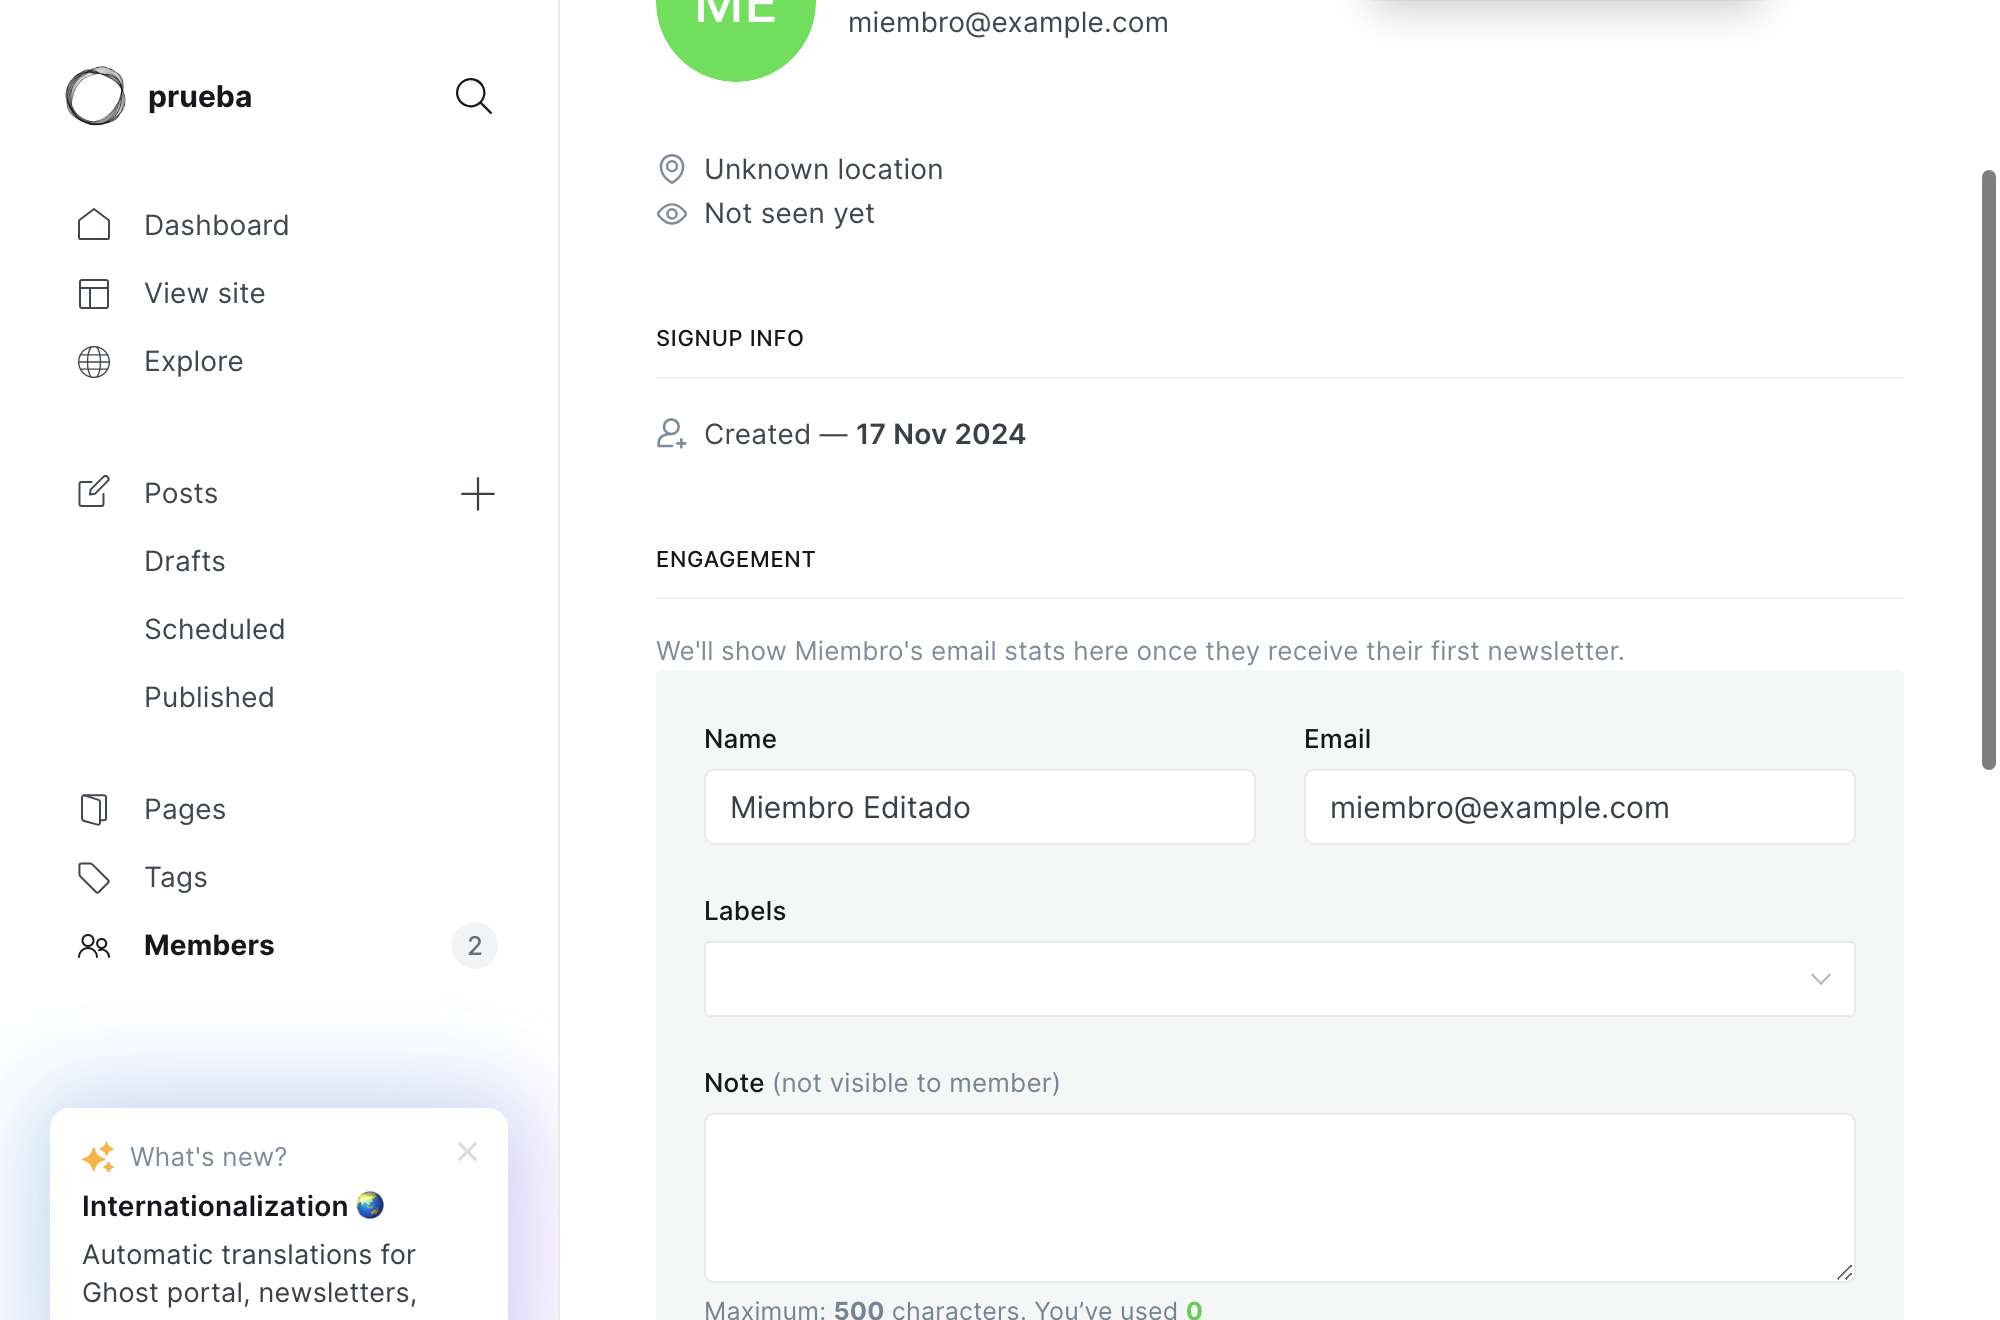 prueba
Dashboard
View site
Explore
Posts
Drafts
Scheduled
Published
Pages
Tags
Members 2
What's new?
Internationalization
Automatic translations for
Ghost portal, newsletters,
ME
miembro@example.com
Unknown location
Not seen yet
SIGNUP INFO
Created — 17 Nov 2024
ENGAGEMENT
We'll show Miembro's email stats here once they receive their first newsletter.
Name
Miembro Editado
Email
miembro@example.com
Labels
Note (not visible to member)
Maximum: 500 characters. You’ve used 0